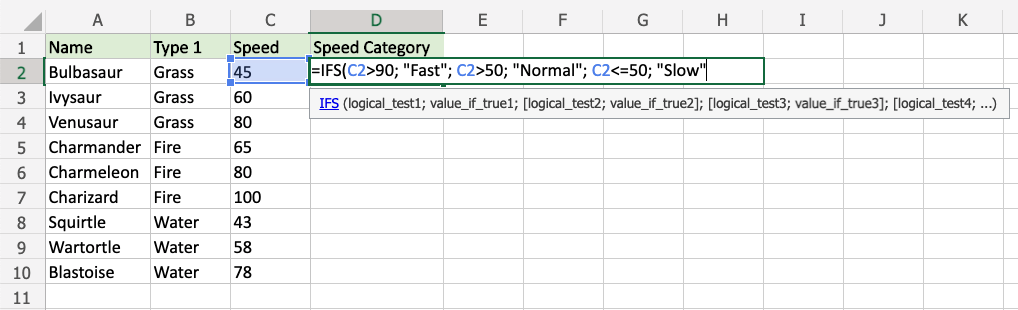 A B C D E F G H I J K
1 Name Type 1 Speed Speed Category
2 Bulbasaur Grass 45 =IFS(C2>90; "Fast"; C2>50; "Normal"; C2<=50; "Slow"
3 Ivysaur Grass 60 IFS (logical_test1; value_if_true1; [logical_test2; value_if_true2]; [logical_test3; value_if_true3]; [logical_test4; ...)
4 Venusaur Grass 80
5 Charmander Fire 65
6 Charmeleon Fire 80
7 Charizard Fire 100
8 Squirtle Water 43
9 Wartortle Water 58
10 Blastoise Water 78
11